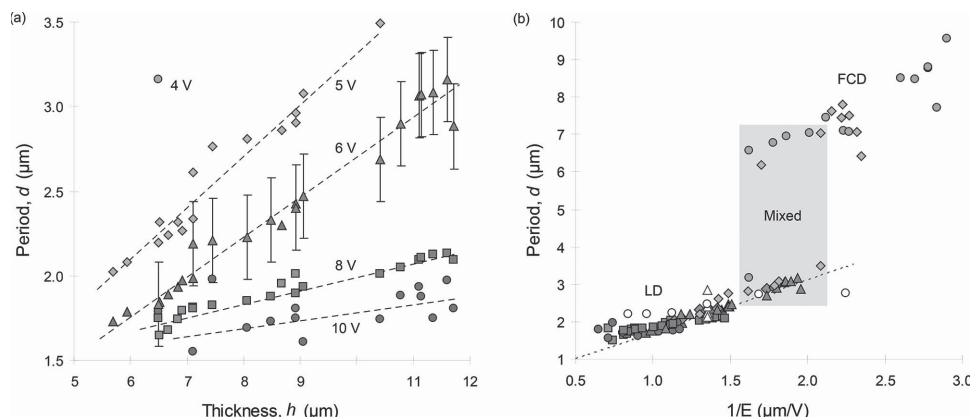 (a)
Period, d (μm)
3.5
3.0
2.5
2.0
1.5
4 V
5 V
6 V
8 V
10 V
5 6 7 8 9 10 11 12
Thickness, h (μm)
(b)
Period, d (μm)
10
9
8
7
6
5
4
3
2
1
FCD
Mixed
LD
0.5 1.0 1.5 2.0 2.5 3.0
1/E (μm/V)